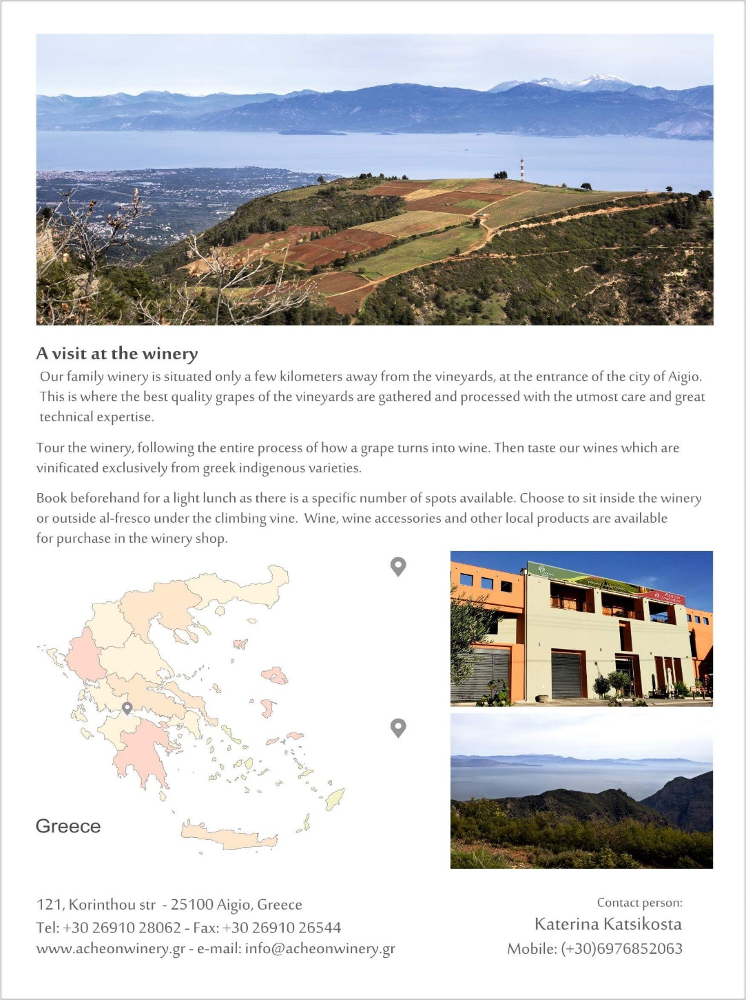 A visit at the winery
Our family winery is situated only a few kilometers away from the vineyards, at the entrance of the city of Aigio.
This is where the best quality grapes of the vineyards are gathered and processed with the utmost care and great
technical expertise.
Tour the winery, following the entire process of how a grape turns into wine. Then taste our wines which are
vinificated exclusively from greek indigenous varieties.
Book beforehand for a light lunch as there is a specific number of spots available. Choose to sit inside the winery
or outside al-fresco under the climbing vine.  Wine, wine accessories and other local products are available
for purchase in the winery shop.
Greece
121, Korinthou str  - 25100 Aigio, Greece
Tel: +30 26910 28062 - Fax: +30 26910 26544
www.acheonwinery.gr - e-mail: info@acheonwinery.gr
Contact person:
Katerina Katsikosta
Mobile: (+30)6976852063